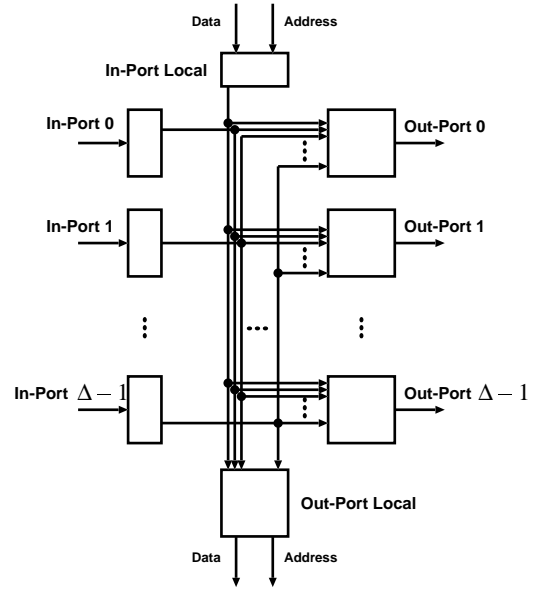 Data Address
In-Port Local
In-Port 0
Out-Port 0
In-Port 1
Out-Port 1
In-Port Δ − 1
Out-Port Δ − 1
Out-Port Local
Data Address